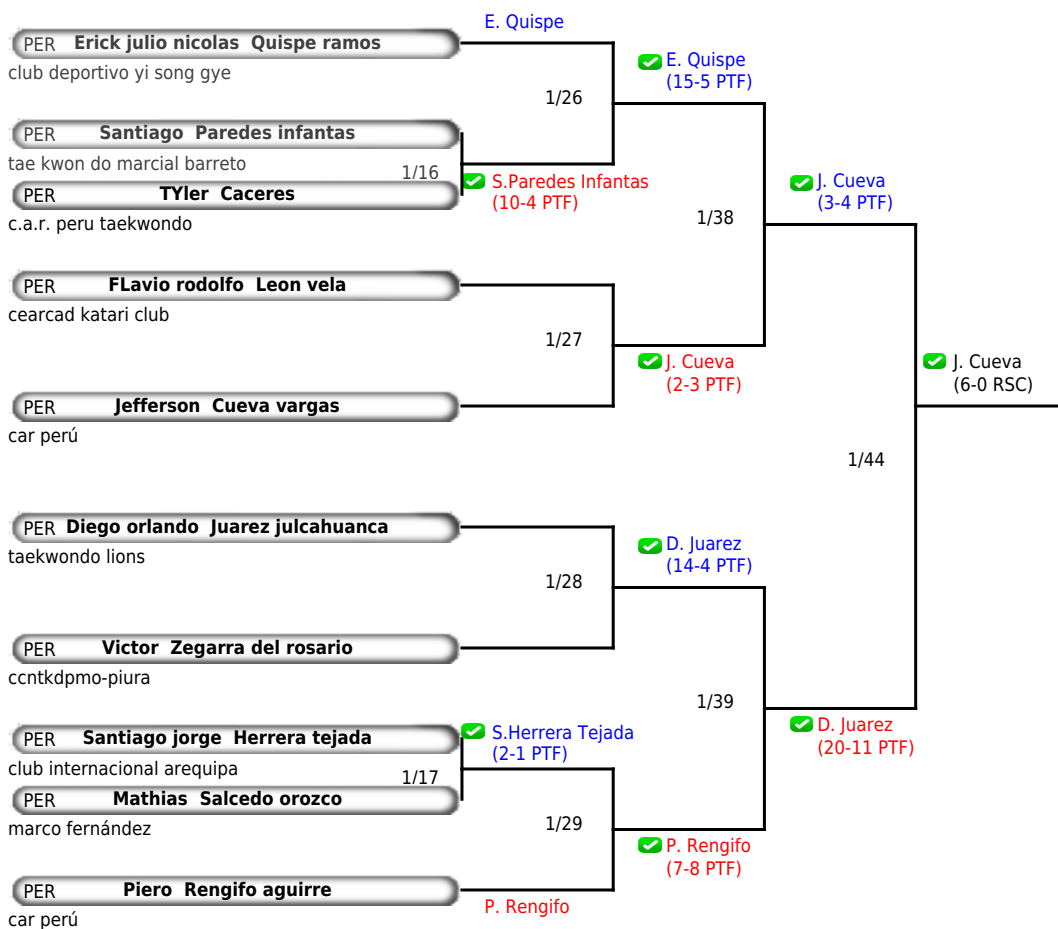 E. Quispe
PER Erick julio nicolas Quispe ramos
club deportivo yi song gye
E. Quispe
(15-5 PTF)
1/26
PER Santiago Paredes infantas
tae kwon do marcial barreto
1/16
S.Paredes Infantas
(10-4 PTF)
PER TYler Caceres
c.a.r. peru taekwondo
J. Cueva
(3-4 PTF)
1/38
PER FLavio rodolfo Leon vela
cearcad katari club
1/27
J. Cueva
(2-3 PTF)
J. Cueva
(6-0 RSC)
PER Jefferson Cueva vargas
car perú
1/44
PER Diego orlando Juarez julcahuanca
taekwondo lions
D. Juarez
(14-4 PTF)
1/28
PER Victor Zegarra del rosario
ccntkdpmo-piura
1/39
D. Juarez
(20-11 PTF)
PER Santiago jorge Herrera tejada
club internacional arequipa
S.Herrera Tejada
(2-1 PTF)
1/17
PER Mathias Salcedo orozco
marco fernández
1/29
P. Rengifo
(7-8 PTF)
PER Piero Rengifo aguirre
car perú
P. Rengifo